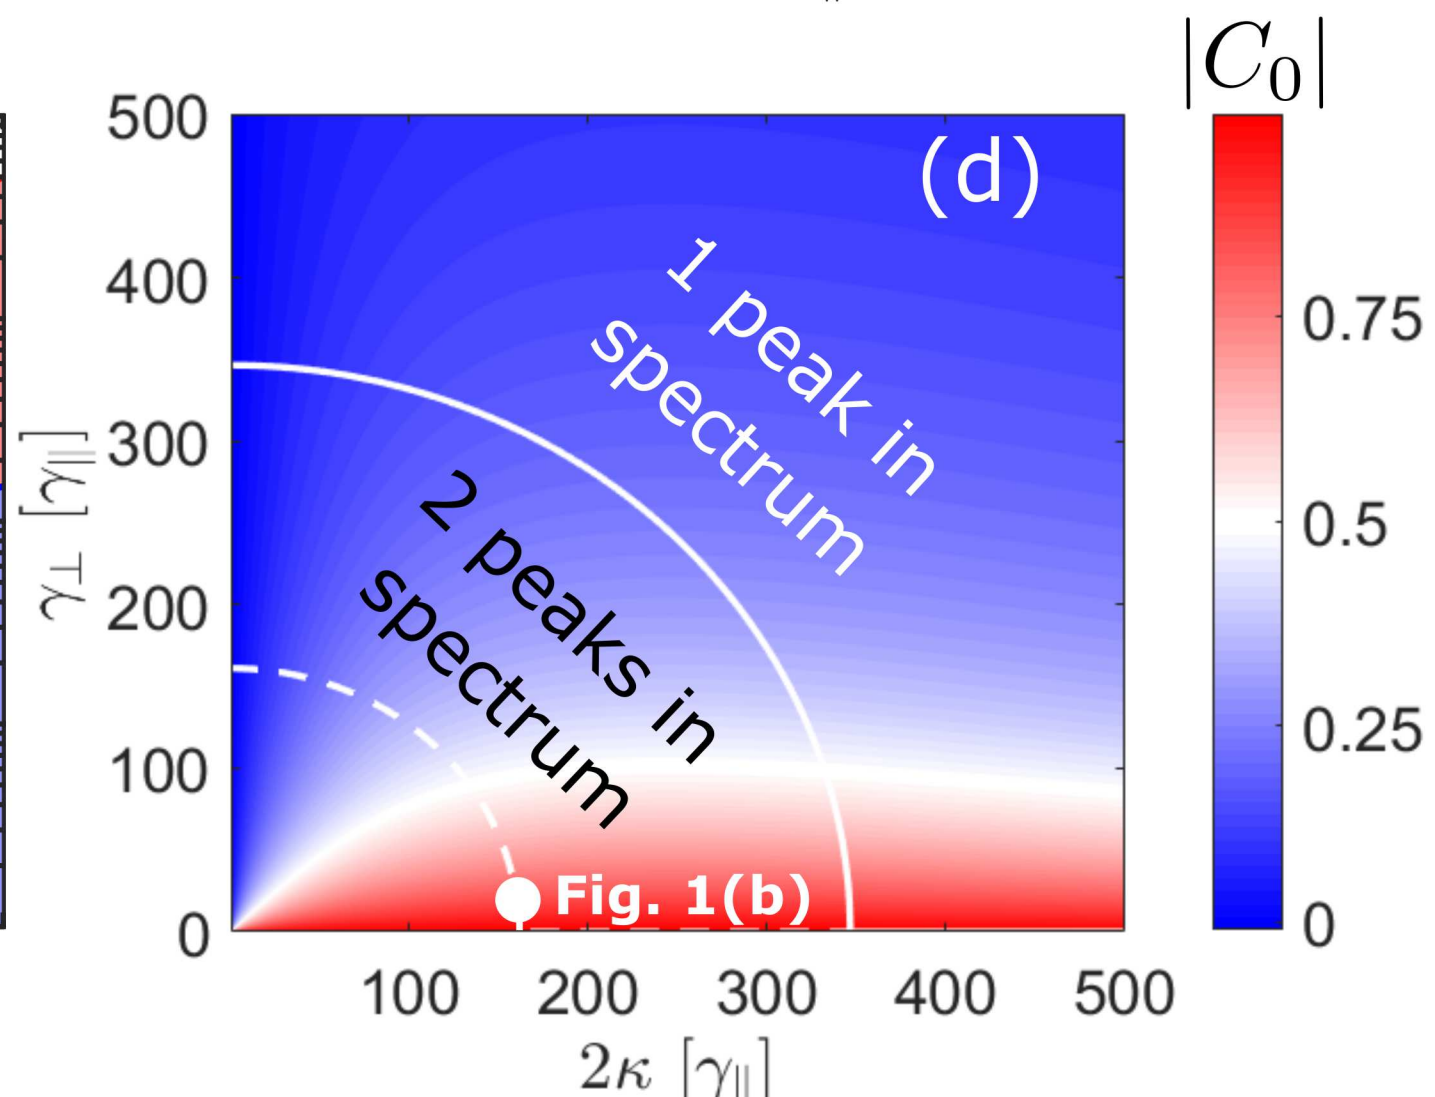 |C₀|
(d)
500
400
300
200
100
0
γ⊥ [γ||]
1 peak in
spectrum
2 peaks in
spectrum
Fig. 1(b)
100 200 300 400 500
2κ [γ||]
0.75
0.5
0.25
0